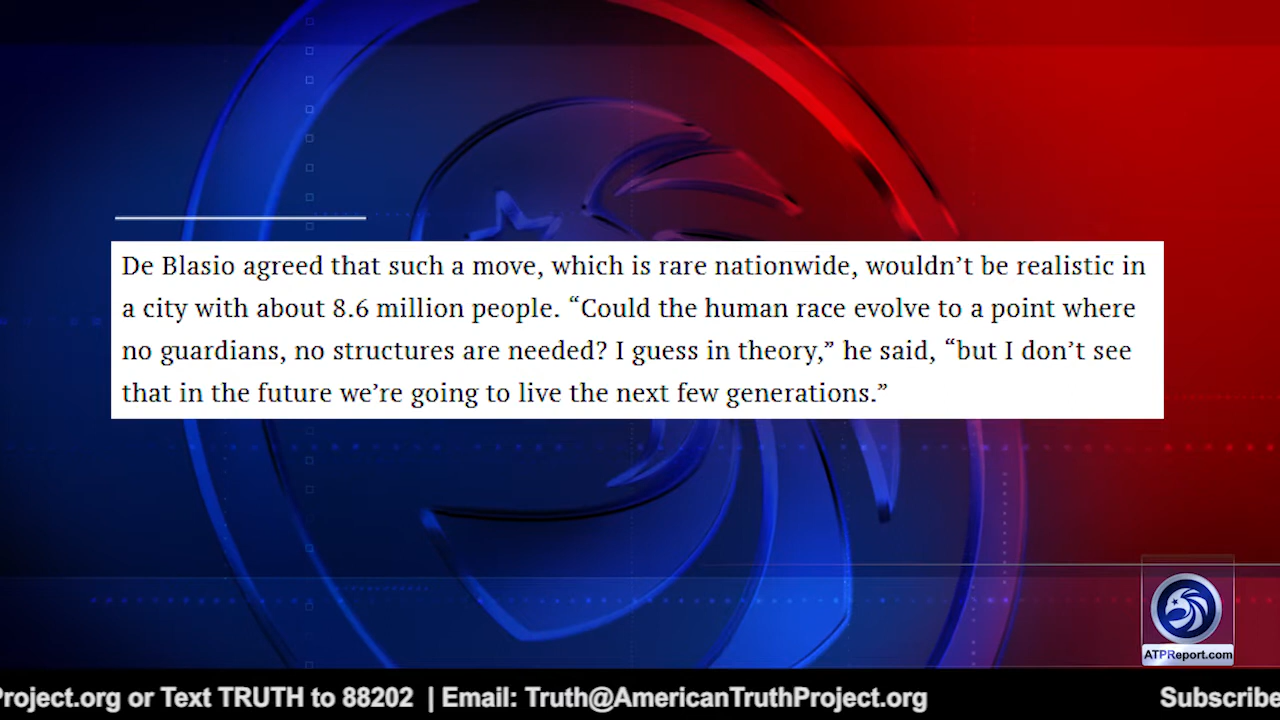 De Blasio agreed that such a move, which is rare nationwide, wouldn’t be realistic in
a city with about 8.6 million people. “Could the human race evolve to a point where
no guardians, no structures are needed? I guess in theory,” he said, “but I don’t see
that in the future we’re going to live the next few generations.”
ATPReport.com
Project.org or Text TRUTH to 88202 | Email: Truth@AmericanTruthProject.org Subscribe